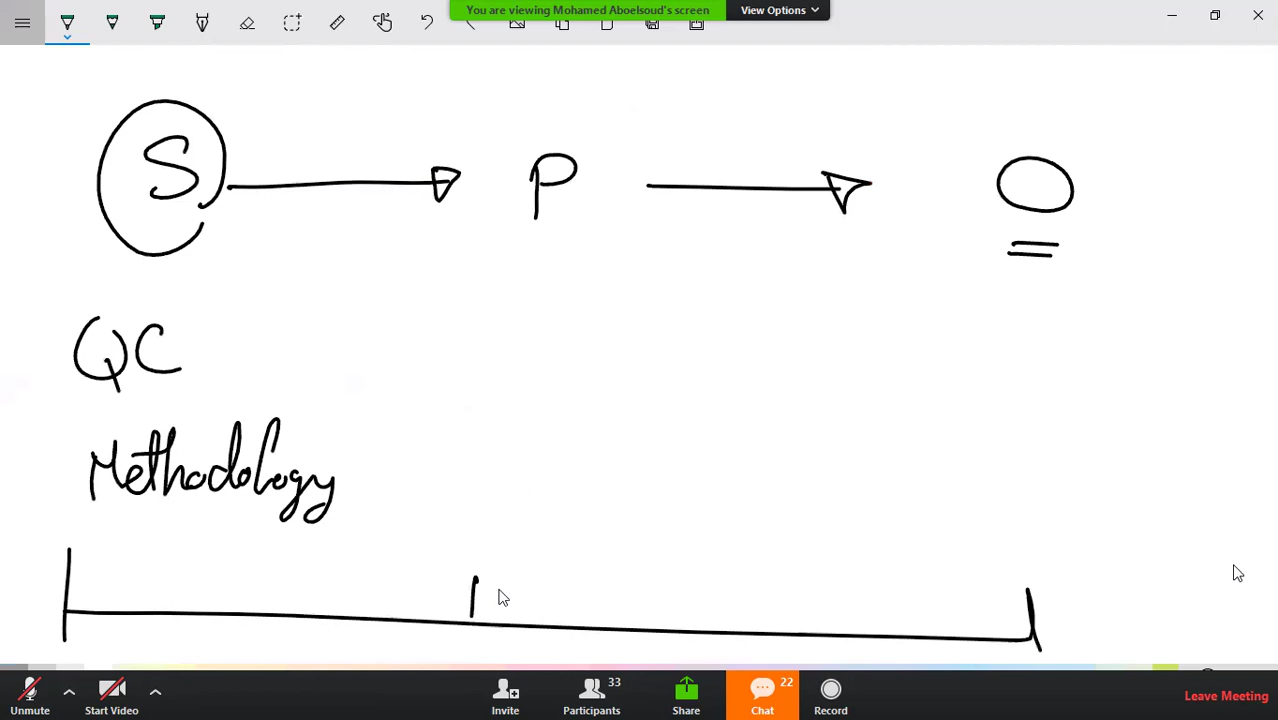 You are viewing Mohamed Aboelsoud's screen
View Options
S P O
QC
Methodology
Unmute
Start Video
Invite
Participants
33
Share
Chat
22
Record
Leave Meeting